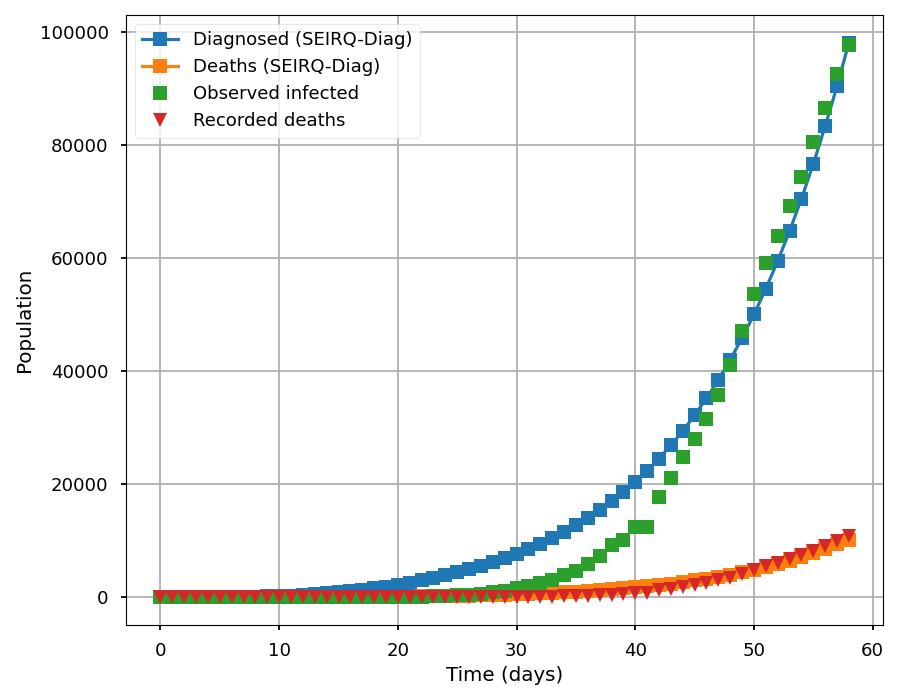 100000
80000
60000
40000
20000
0
Population
Diagnosed (SEIRQ-Diag)
Deaths (SEIRQ-Diag)
Observed infected
Recorded deaths
0 10 20 30 40 50 60
Time (days)